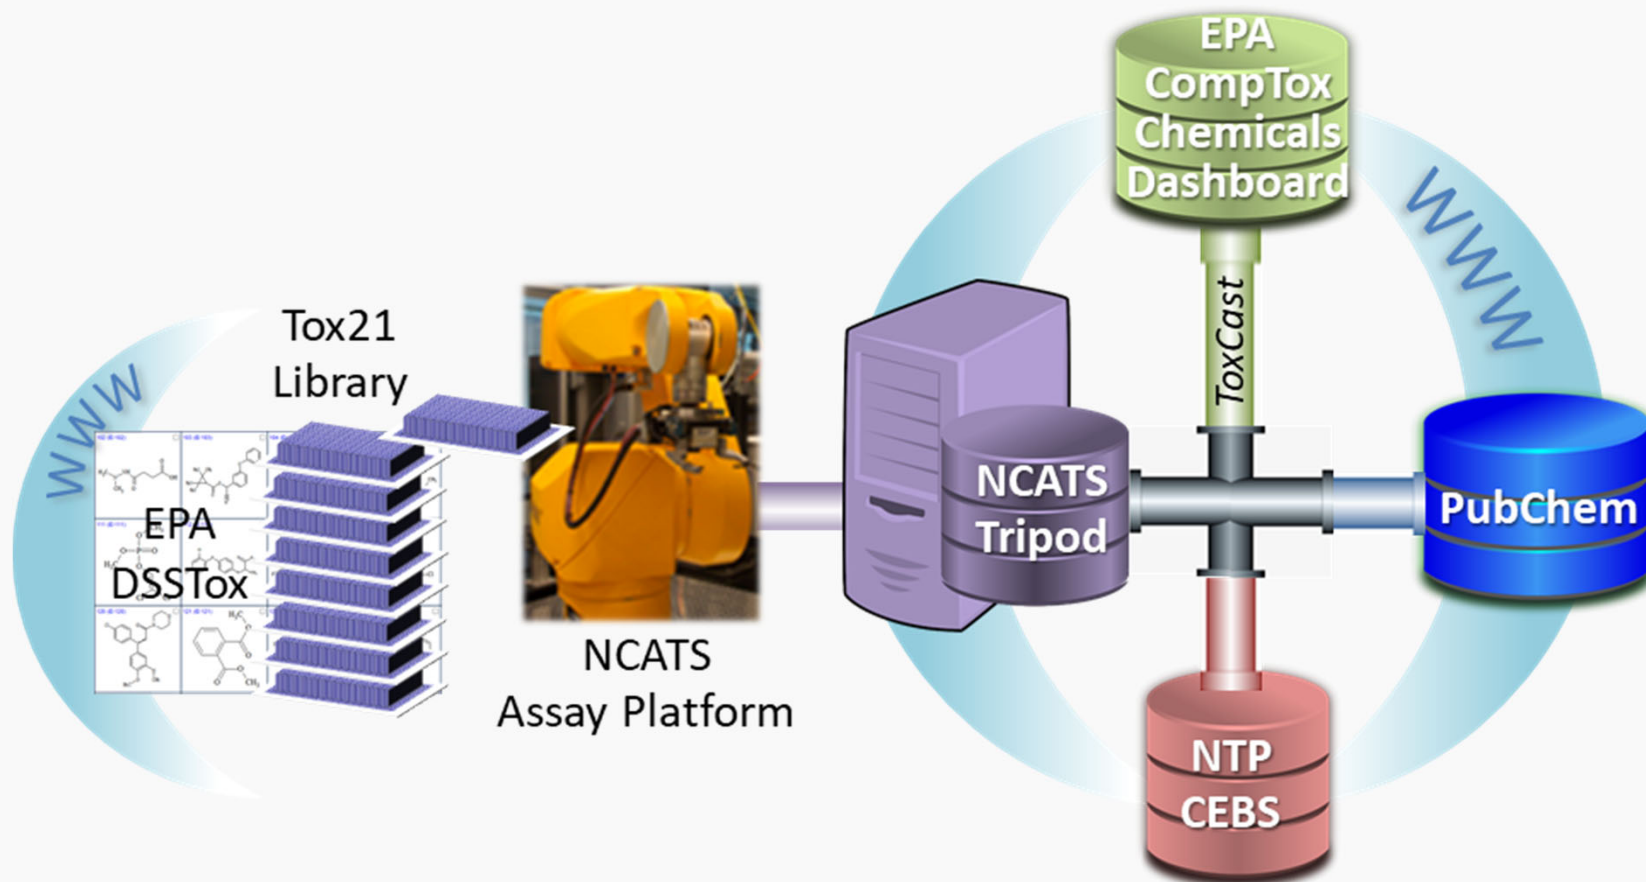 WWW
Tox21
Library
EPA
DSSTox
NCATS
Assay Platform
EPA
CompTox
Chemicals
Dashboard
WWW
ToxCast
NCATS
Tripod
PubChem
NTP
CEBS